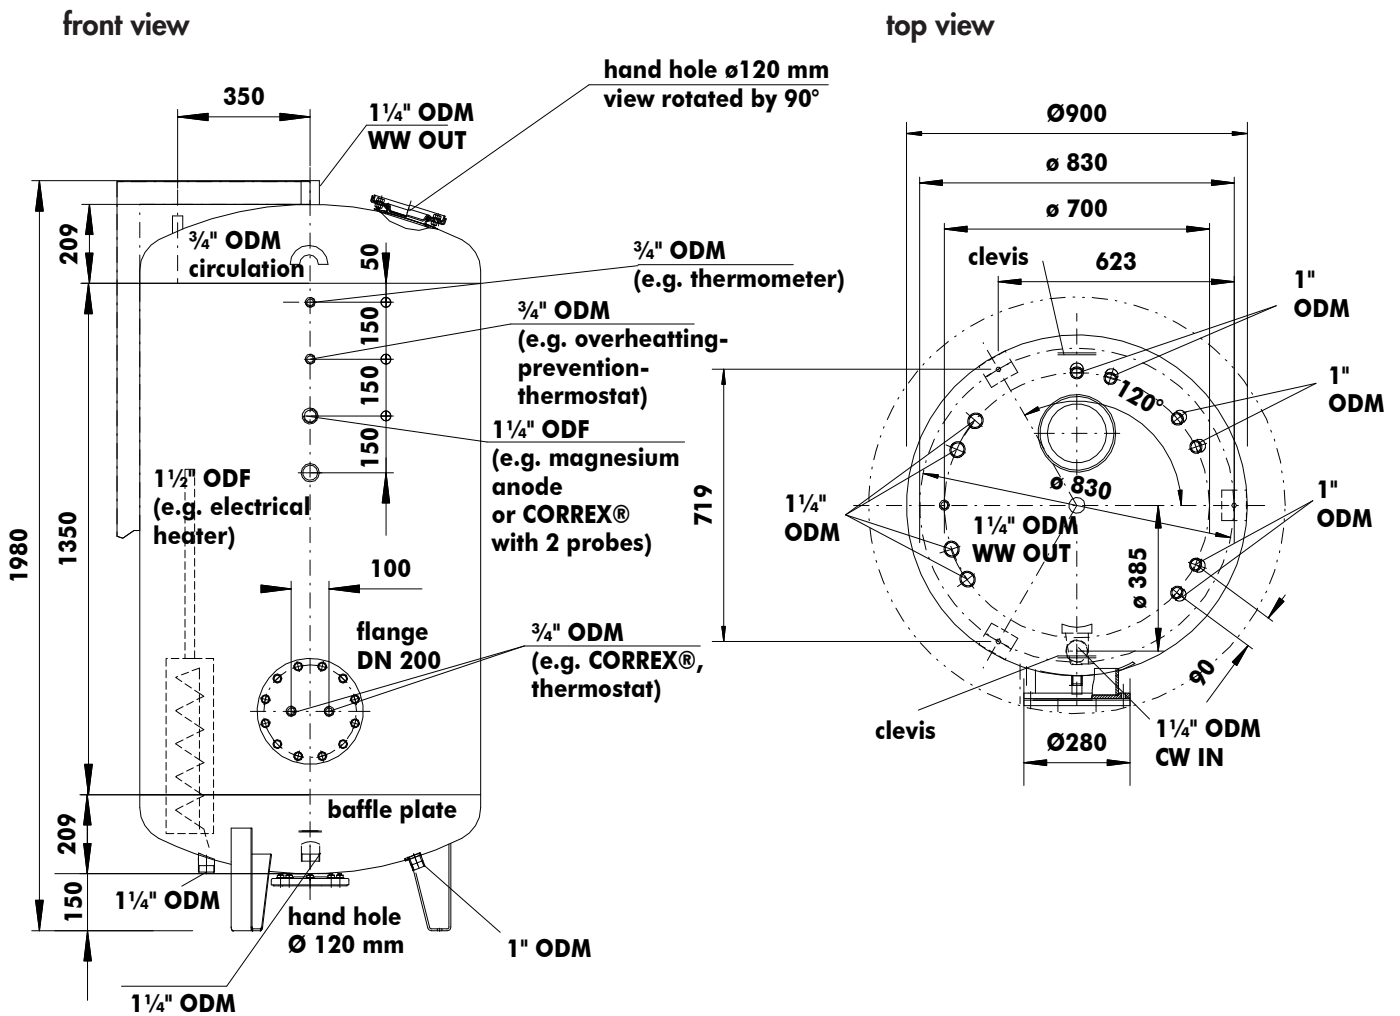 front view
top view
hand hole ø120 mm
view rotated by 90°
350
1¼" ODM
WW OUT
Ø900
ø 830
ø 700
623
clevis
1"
ODM
209
¾" ODM
circulation
50
¾" ODM
(e.g. thermometer)
150
¾" ODM
(e.g. overheatting-
prevention-
thermostat)
150
120°
1"
ODM
1¼" ODF
(e.g. magnesium
anode
or CORREX®
with 2 probes)
150
1½" ODF
(e.g. electrical
heater)
1980
1350
719
ø 830
1¼"
ODM
1¼" ODM
WW OUT
1"
ODM
ø 385
100
flange
DN 200
¾" ODM
(e.g. CORREX®,
thermostat)
90
clevis
Ø280
1¼" ODM
CW IN
baffle plate
209
150
1¼" ODM
hand hole
Ø 120 mm
1" ODM
1¼" ODM